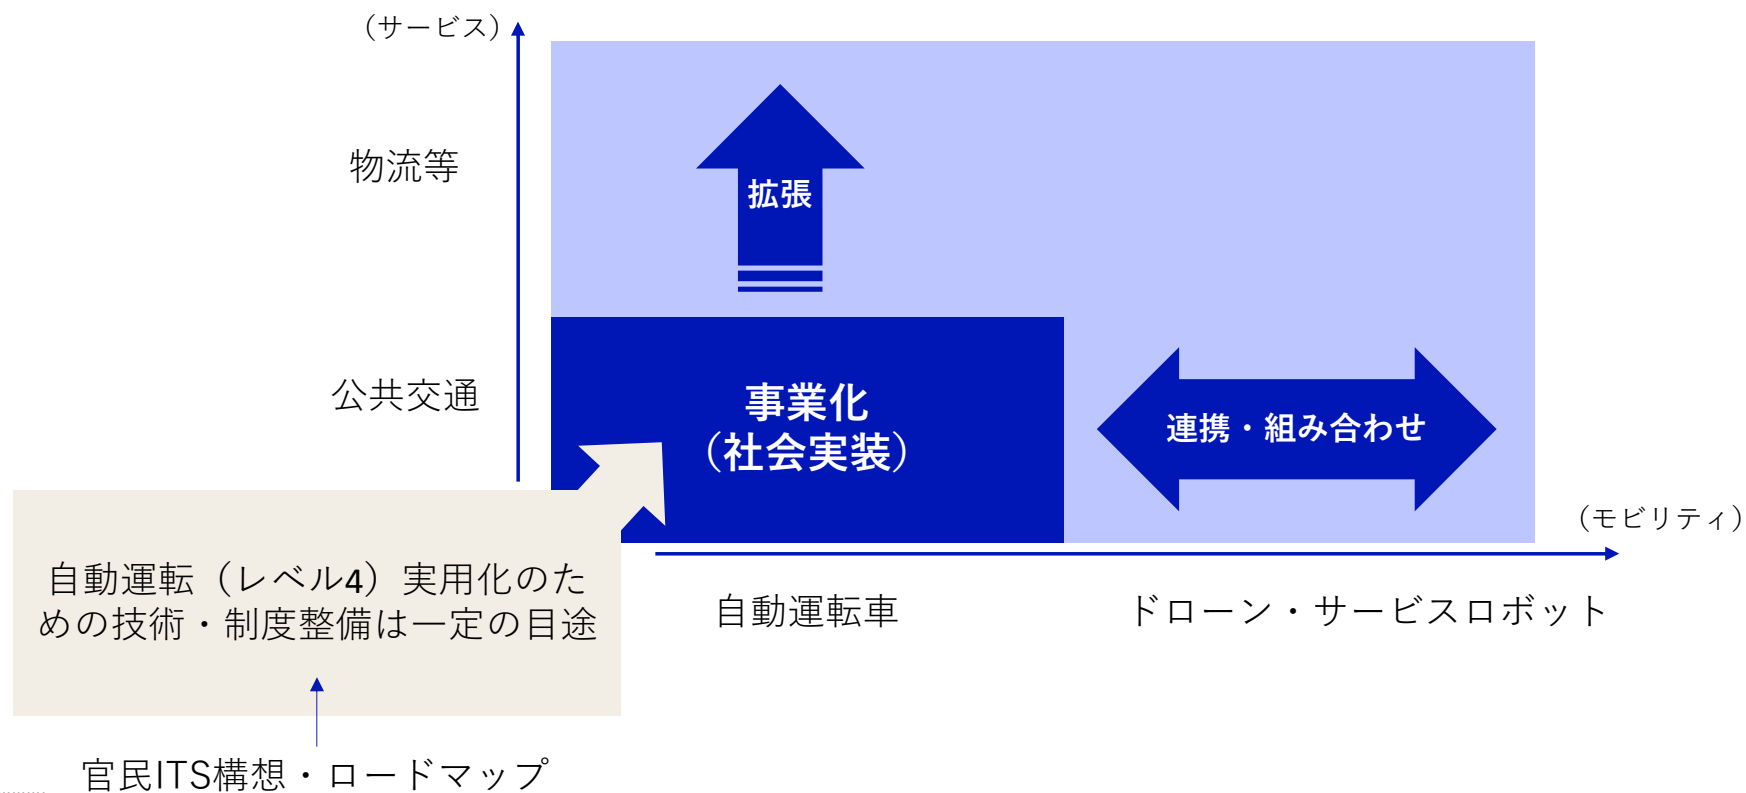 （サービス）
物流等
拡張
公共交通
事業化
（社会実装）
連携・組み合わせ
（モビリティ）
自動運転（レベル4）実用化のた
めの技術・制度整備は一定の目途
自動運転車
ドローン・サービスロボット
官民ITS構想・ロードマップ